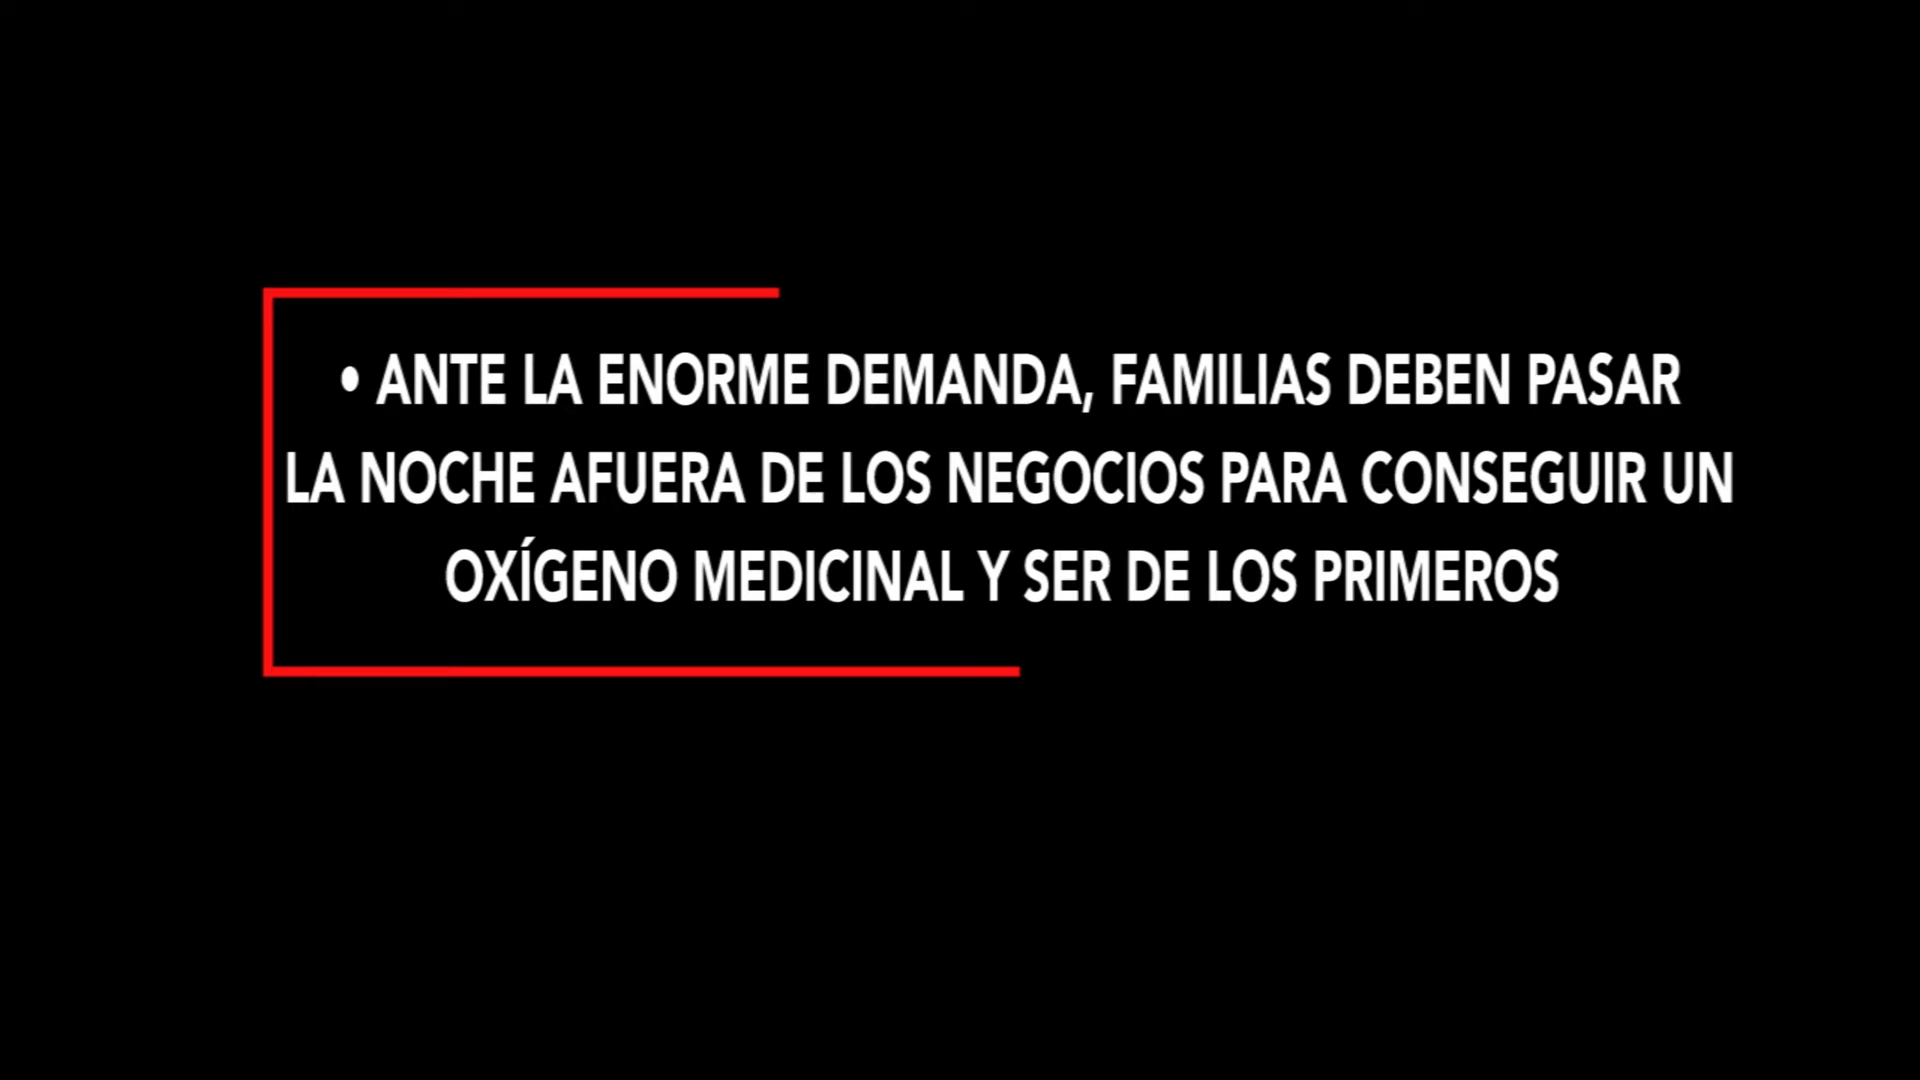 • ANTE LA ENORME DEMANDA, FAMILIAS DEBEN PASAR
LA NOCHE AFUERA DE LOS NEGOCIOS PARA CONSEGUIR UN
OXÍGENO MEDICINAL Y SER DE LOS PRIMEROS